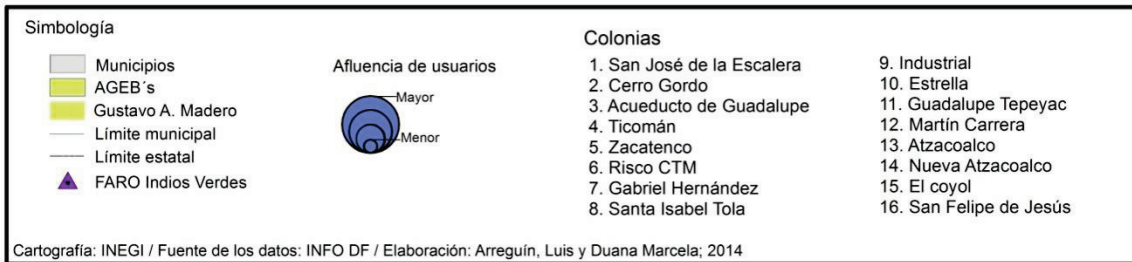 Simbología
Municipios
AGEB´s
Gustavo A. Madero
Límite municipal
Límite estatal
FARO Indios Verdes
Afluencia de usuarios
Mayor
Menor
Colonias
1. San José de la Escalera
2. Cerro Gordo
3. Acueducto de Guadalupe
4. Ticomán
5. Zacatenco
6. Risco CTM
7. Gabriel Hernández
8. Santa Isabel Tola
9. Industrial
10. Estrella
11. Guadalupe Tepeyac
12. Martín Carrera
13. Atzacoalco
14. Nueva Atzacoalco
15. El coyol
16. San Felipe de Jesús
Cartografía: INEGI / Fuente de los datos: INFO DF / Elaboración: Arreguín, Luis y Duana Marcela; 2014